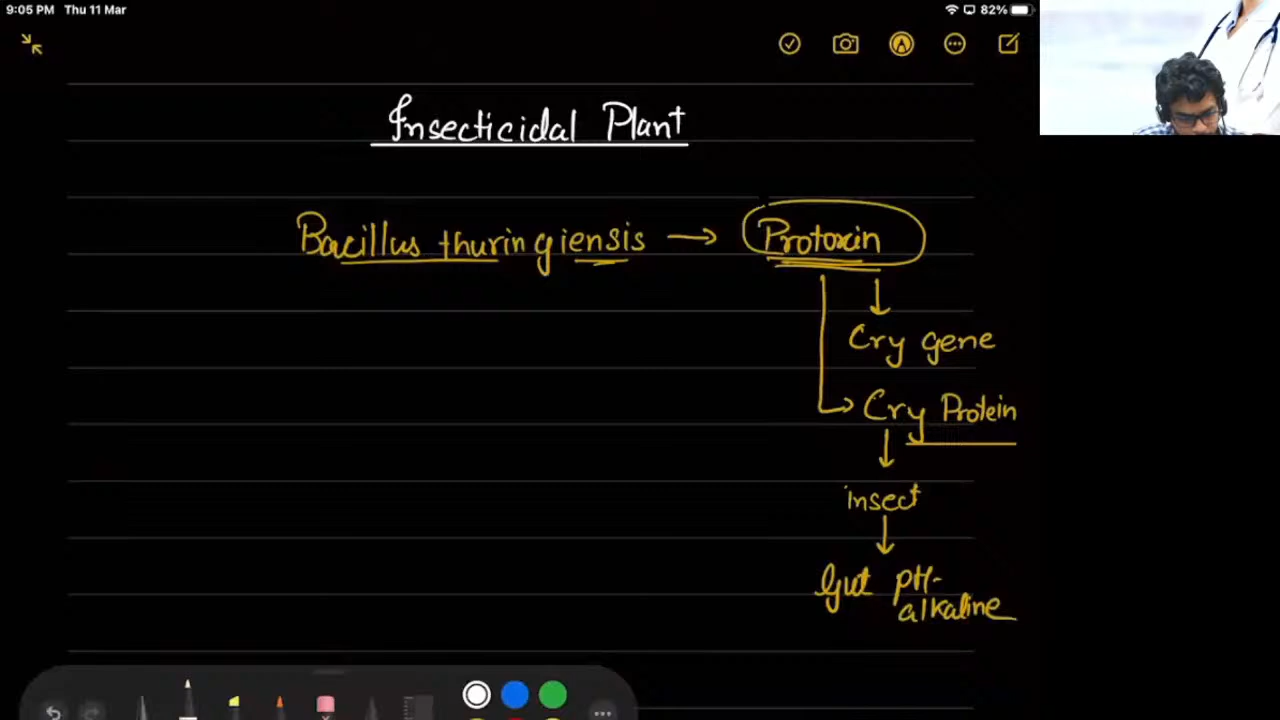 9:05 PM Thu 11 Mar
82%
Insecticidal Plant
Bacillus thuringiensis → Protoxin
Cry gene
Cry Protein
insect
Gut pH-
alkaline